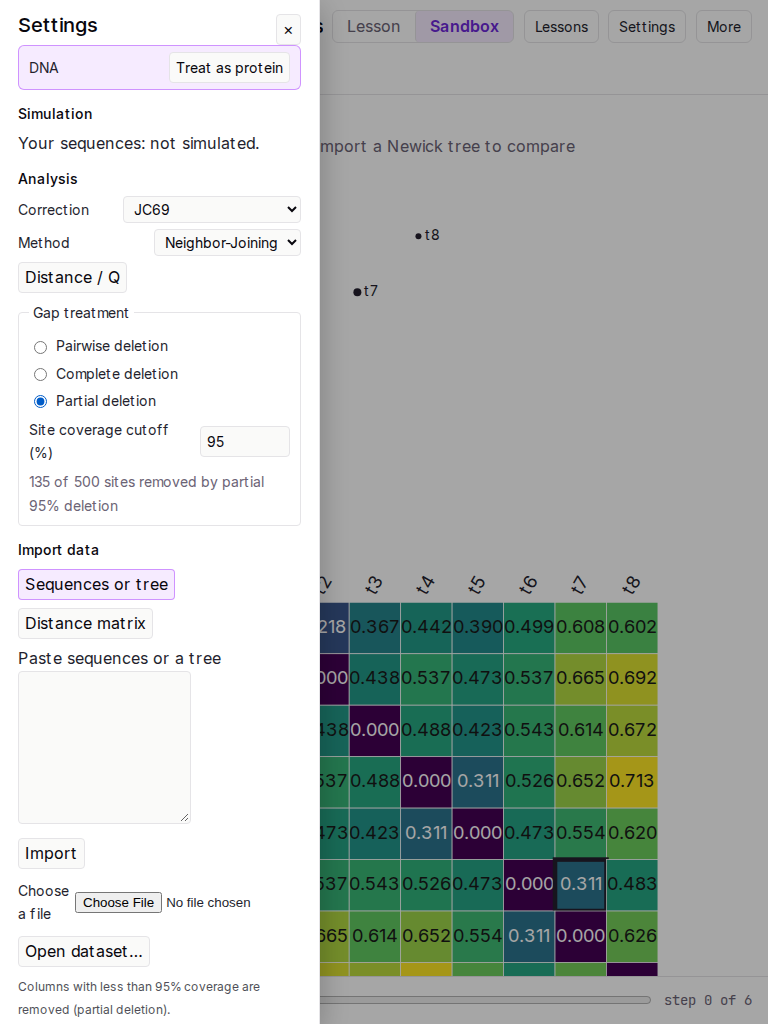 Settings
×
DNA
Treat as protein
Simulation
Your sequences: not simulated.
Analysis
Correction
JC69
Method
Neighbor-Joining
Distance / Q
Gap treatment
Pairwise deletion
Complete deletion
Partial deletion
Site coverage cutoff
(%)
95
135 of 500 sites removed by partial
95% deletion
Import data
Sequences or tree
Distance matrix
Paste sequences or a tree
Import
Choose
a file
Choose File No file chosen
Open dataset...
Columns with less than 95% coverage are
removed (partial deletion).
s
Lesson
Sandbox
Lessons
Settings
More
mport a Newick tree to compare
t8
t7
t2 t3 t4 t5 t6 t7 t8
218 0.367 0.442 0.390 0.499 0.608 0.602
000 0.438 0.537 0.473 0.537 0.665 0.692
438 0.000 0.488 0.423 0.543 0.614 0.672
537 0.488 0.000 0.311 0.526 0.652 0.713
473 0.423 0.311 0.000 0.473 0.554 0.620
537 0.543 0.526 0.473 0.000 0.311 0.483
665 0.614 0.652 0.554 0.311 0.000 0.626
step 0 of 6